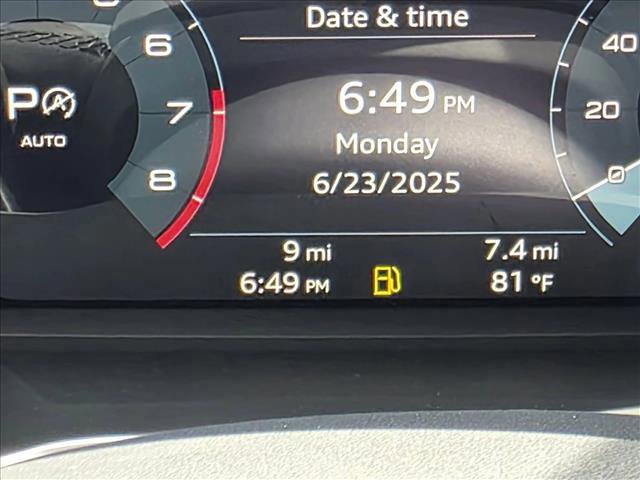 Date & time
6
40
P A
6:49 PM
7
20
AUTO
Monday
8
0
6/23/2025
9 mi
7.4 mi
6:49 PM
81 °F